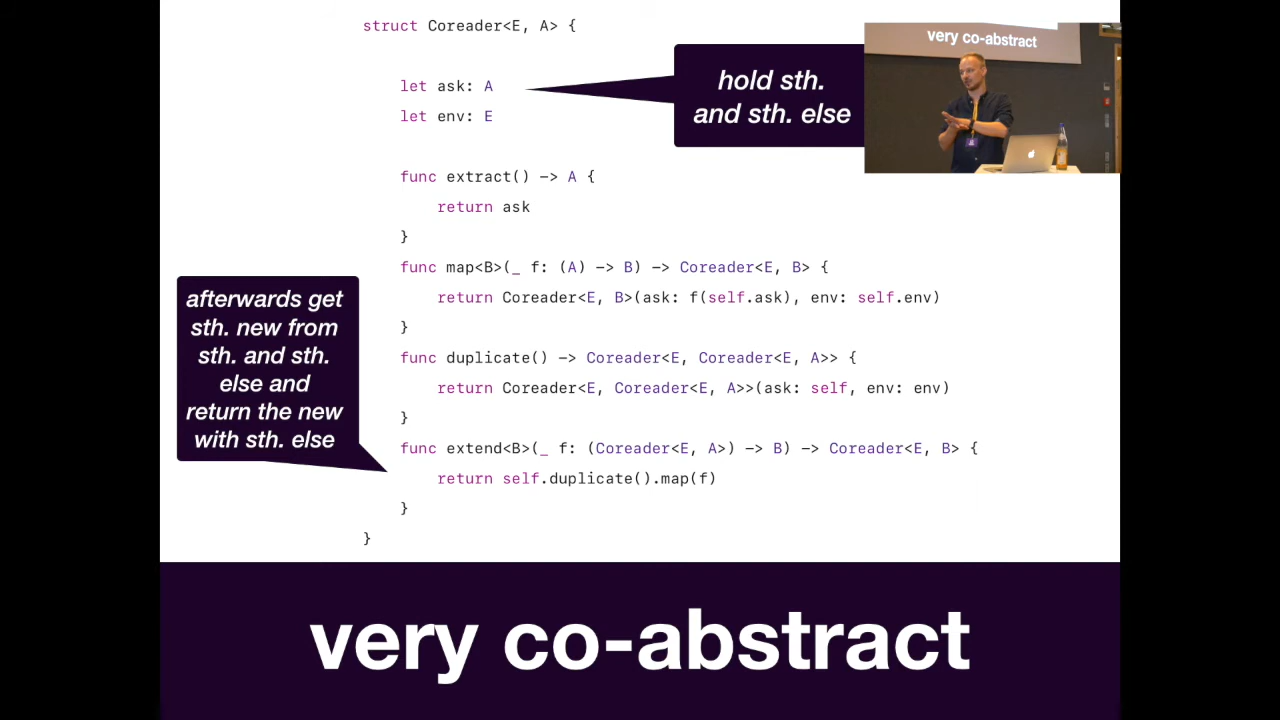 struct Coreader<E, A> {
let ask: A
let env: E
hold sth.
and sth. else
very co-abstract
func extract() -> A {
return ask
}
func map<B>(_ f: (A) -> B) -> Coreader<E, B> {
return Coreader<E, B>(ask: f(self.ask), env: self.env)
}
func duplicate() -> Coreader<E, Coreader<E, A>> {
return Coreader<E, Coreader<E, A>>(ask: self, env: env)
}
func extend<B>(_ f: (Coreader<E, A>) -> B) -> Coreader<E, B> {
return self.duplicate().map(f)
}
}
afterwards get
sth. new from
sth. and sth.
else and
return the new
with sth. else
very co-abstract